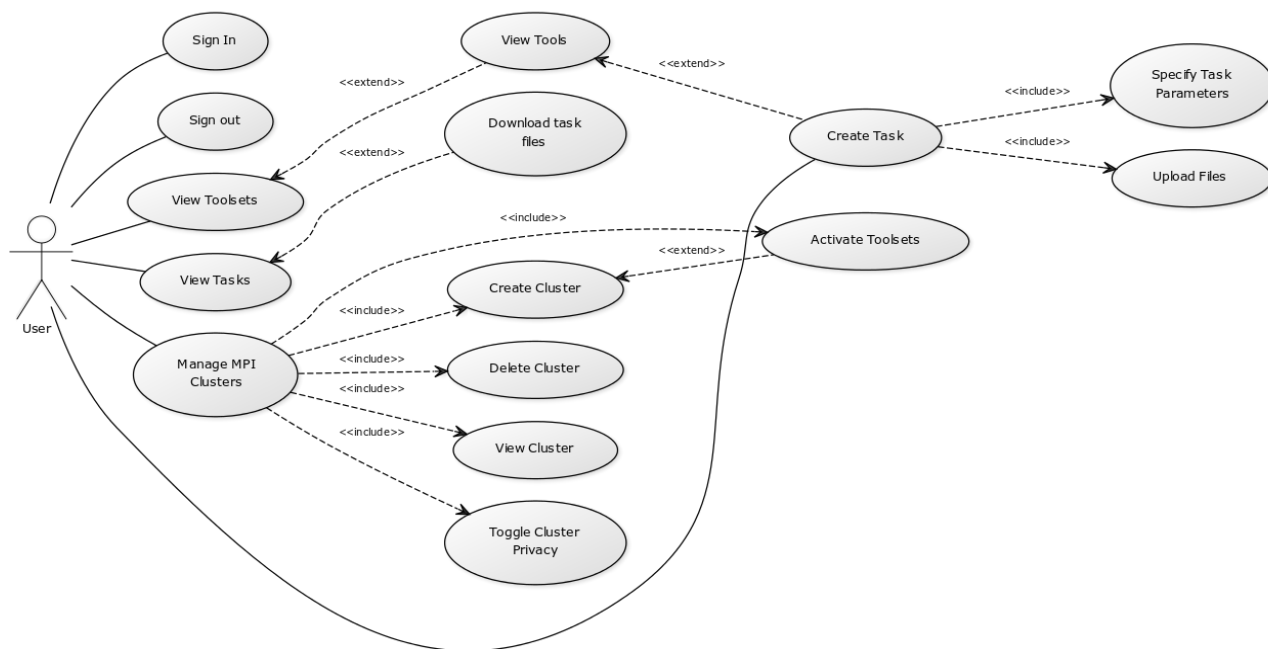 Sign In
View Tools
<<extend>>
<<extend>>
Specify Task
Parameters
<<include>>
Sign out
Download task
files
Create Task
<<extend>>
<<include>>
Upload Files
View Toolsets
<<include>>
Activate Toolsets
<<extend>>
View Tasks
Create Cluster
User
<<include>>
Manage MPI
Clusters
<<include>>
Delete Cluster
<<include>>
<<include>>
View Cluster
Toggle Cluster
Privacy